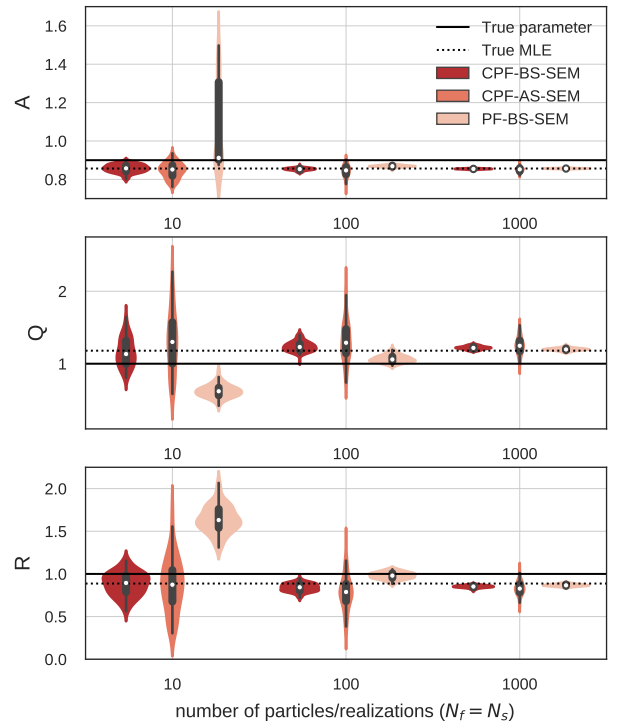 1.6
1.4
1.2
1.0
0.8
A
True parameter
True MLE
CPF-BS-SEM
CPF-AS-SEM
PF-BS-SEM
10
100
1000
2
1
Q
10
100
1000
2.0
1.5
1.0
0.5
0.0
R
10
100
1000
number of particles/realizations (N_f = N_s)